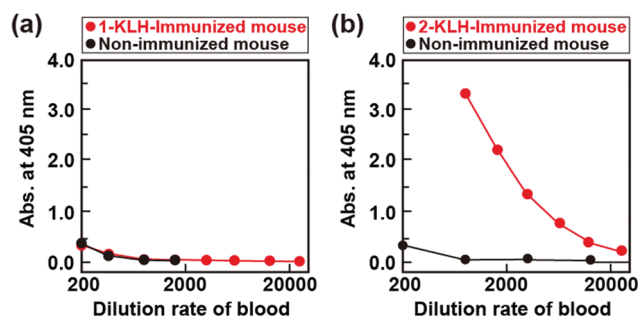 (a)
1-KLH-Immunized mouse
Non-immunized mouse
4.0
3.0
2.0
1.0
0.0
Abs. at 405 nm
200
2000
20000
Dilution rate of blood
(b)
2-KLH-Immunized mouse
Non-immunized mouse
4.0
3.0
2.0
1.0
0.0
Abs. at 405 nm
200
2000
20000
Dilution rate of blood